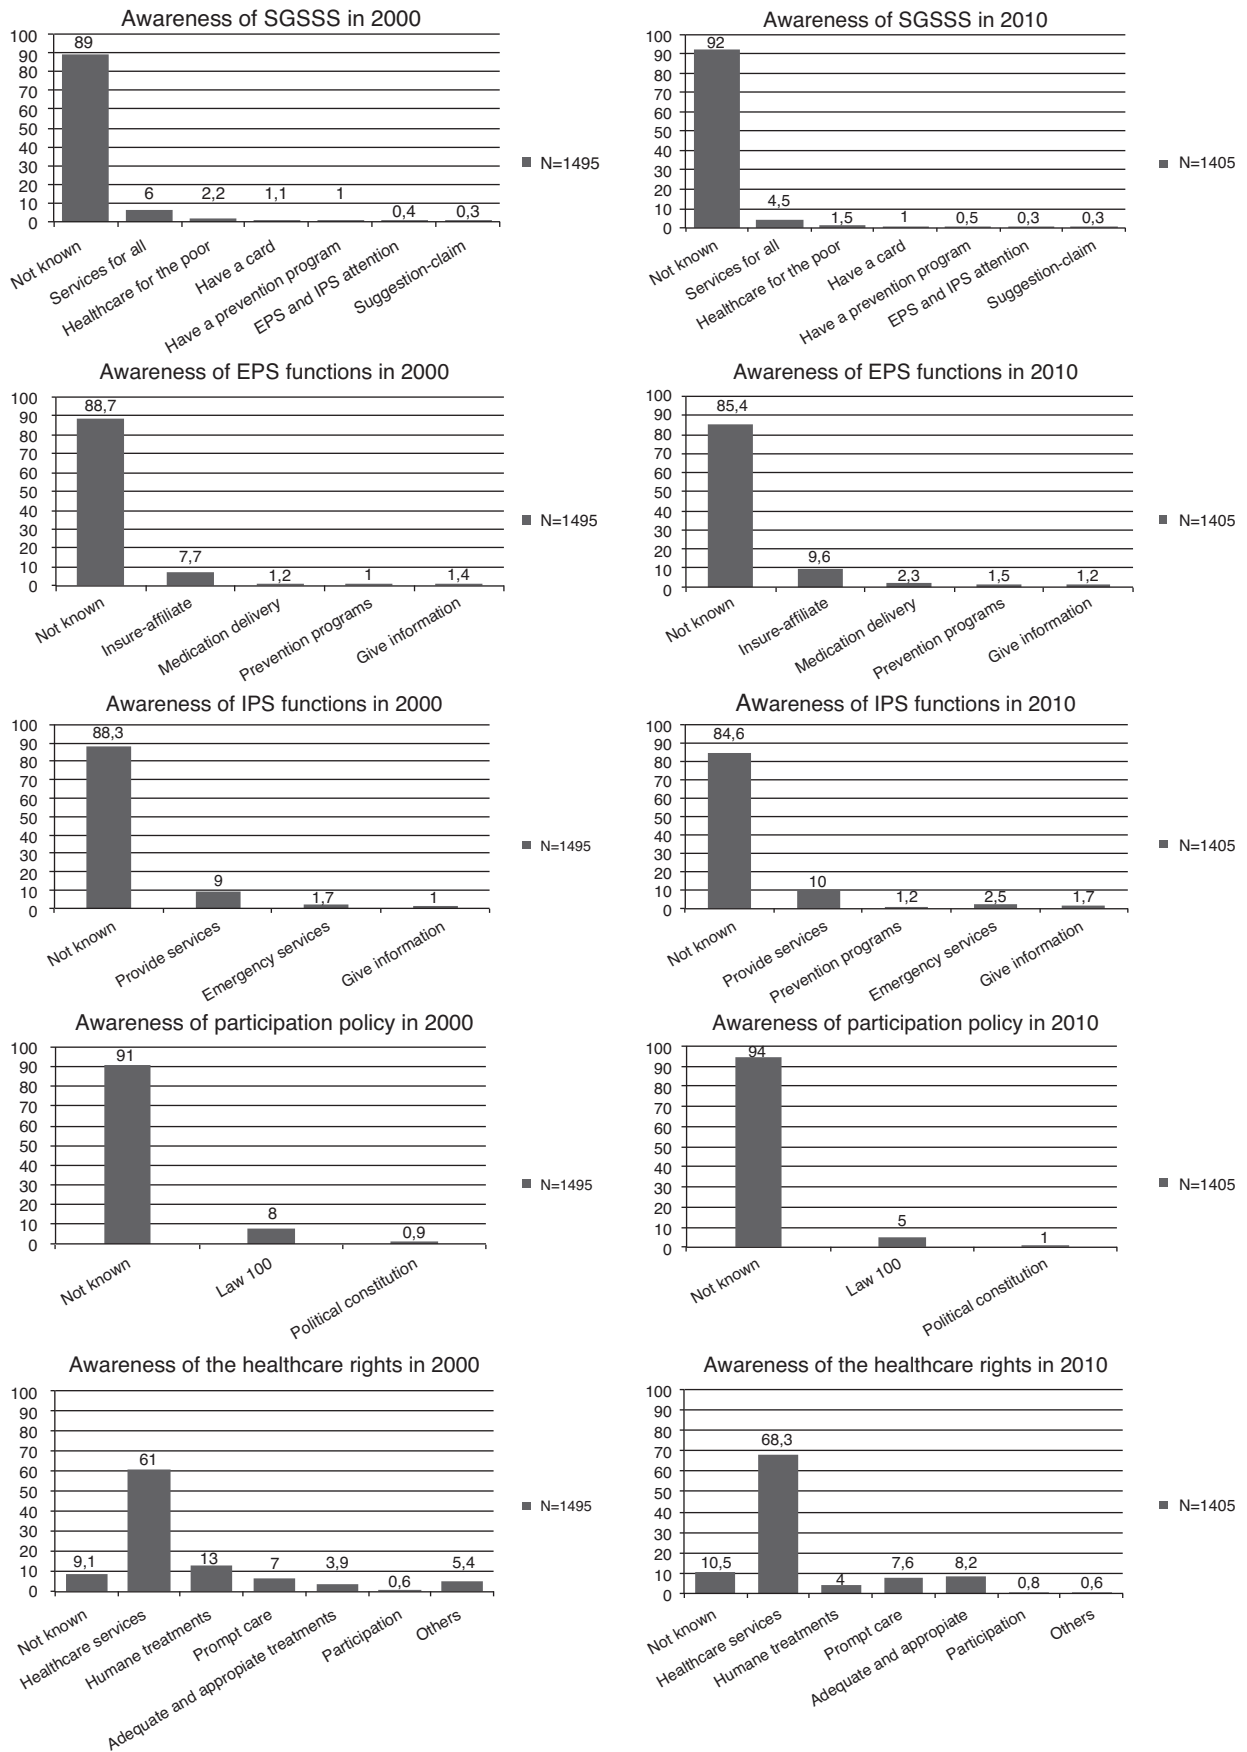 Awareness of SGSSS in 2000
100
90
80
70
60
50
40
30
20
10
0
89
6
2,2
1,1
1
0,4
0,3
Not known
Services for all
Healthcare for the poor
Have a card
Have a prevention program
EPS and IPS attention
Suggestion-claim
N=1495
Awareness of SGSSS in 2010
100
90
80
70
60
50
40
30
20
10
0
92
4,5
1,5
1
0,5
0,3
0,3
Not known
Services for all
Healthcare for the poor
Have a card
Have a prevention program
EPS and IPS attention
Suggestion-claim
N=1405
Awareness of EPS functions in 2000
100
90
80
70
60
50
40
30
20
10
0
88,7
7,7
1,2
1
1,4
Not known
Insure-affiliate
Medication delivery
Prevention programs
Give information
N=1495
Awareness of EPS functions in 2010
100
90
80
70
60
50
40
30
20
10
0
85,4
9,6
2,3
1,5
1,2
Not known
Insure-affiliate
Medication delivery
Prevention programs
Give information
N=1405
Awareness of IPS functions in 2000
100
90
80
70
60
50
40
30
20
10
0
88,3
9
1,7
1
Not known
Provide services
Emergency services
Give information
N=1495
Awareness of IPS functions in 2010
100
90
80
70
60
50
40
30
20
10
0
84,6
10
1,2
2,5
1,7
Not known
Provide services
Prevention programs
Emergency services
Give information
N=1405
Awareness of participation policy in 2000
100
90
80
70
60
50
40
30
20
10
0
91
8
0,9
Not known
Law 100
Political constitution
N=1495
Awareness of participation policy in 2010
100
90
80
70
60
50
40
30
20
10
0
94
5
1
Not known
Law 100
Political constitution
N=1405
Awareness of the healthcare rights in 2000
100
90
80
70
60
50
40
30
20
10
0
9,1
61
13
7
3,9
0,6
5,4
Not known
Healthcare services
Humane treatments
Prompt care
Adequate and appropiate treatments
Participation
Others
N=1495
Awareness of the healthcare rights in 2010
100
90
80
70
60
50
40
30
20
10
0
10,5
68,3
4
7,6
8,2
0,8
0,6
Not known
Healthcare services
Humane treatments
Prompt care
Adequate and appropiate
Participation
Others
N=1405